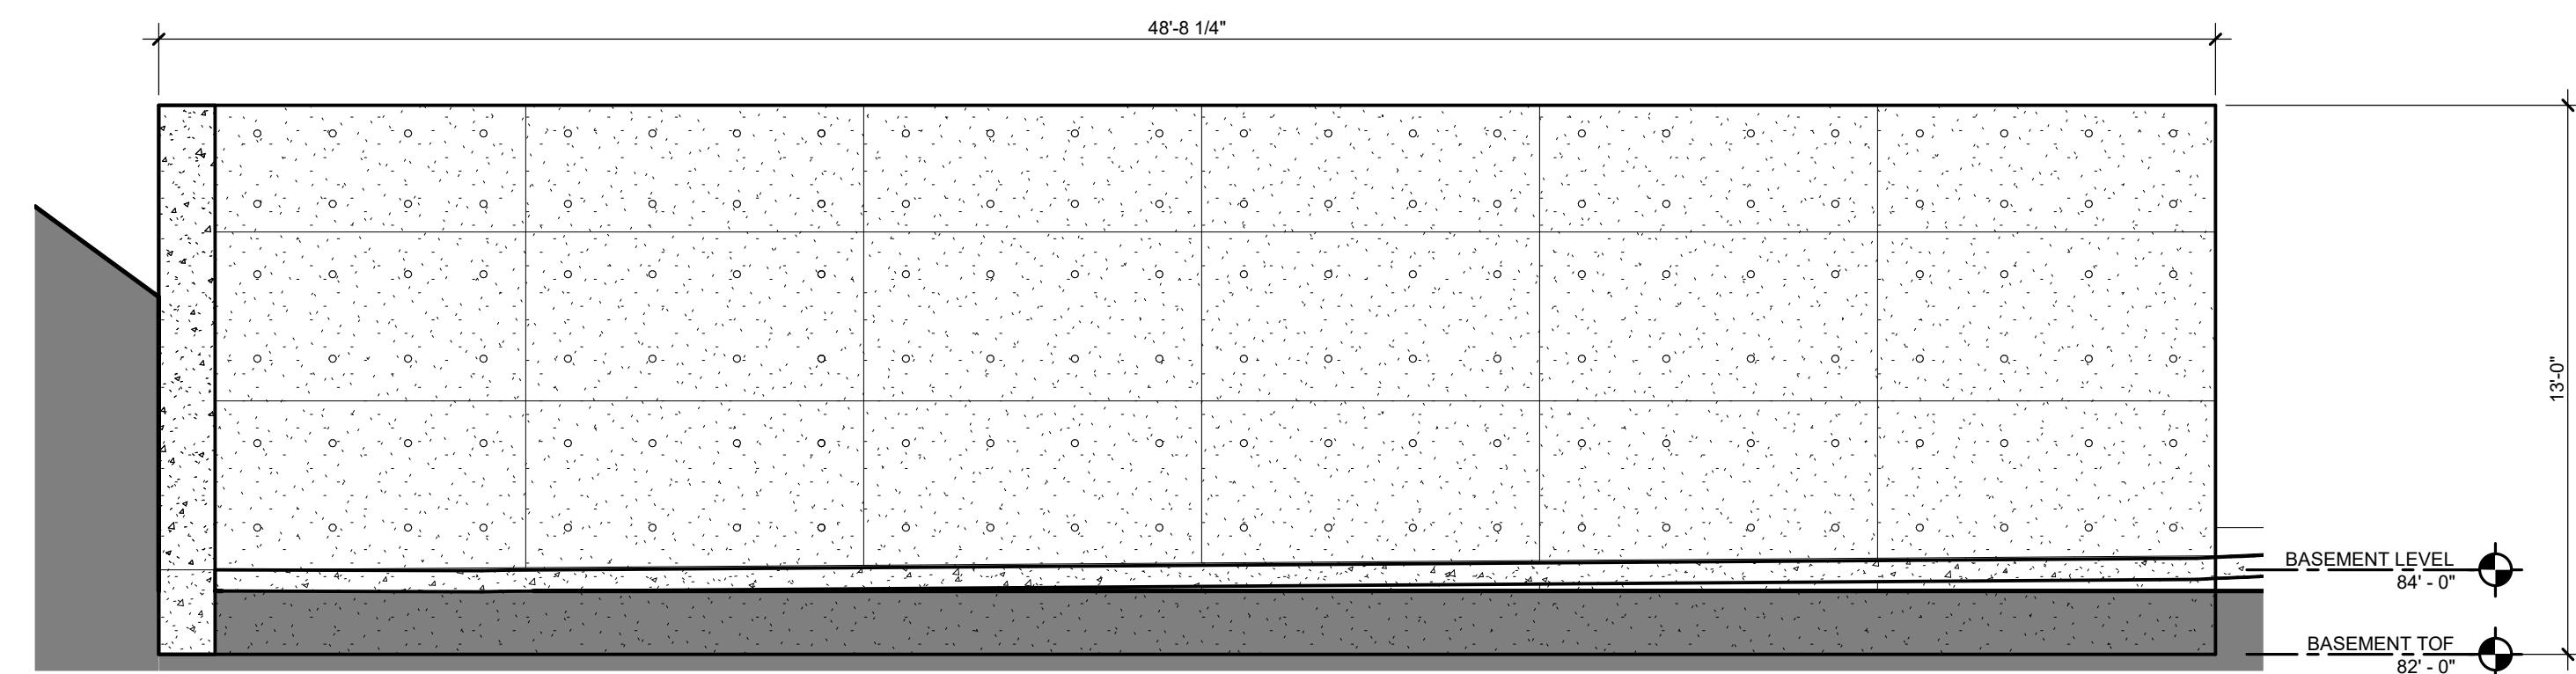 48'-8 1/4"
13'-0"
BASEMENT LEVEL
84' - 0"
BASEMENT TOF
82' - 0"